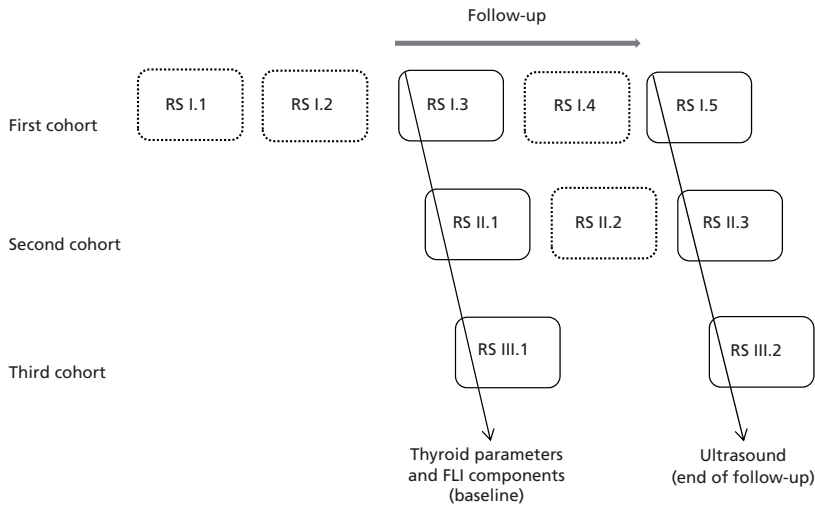 Follow-up
First cohort
RS I.1
RS I.2
RS I.3
RS I.4
RS I.5
Second cohort
RS II.1
RS II.2
RS II.3
Third cohort
RS III.1
RS III.2
Thyroid parameters
and FLI components
(baseline)
Ultrasound
(end of follow-up)